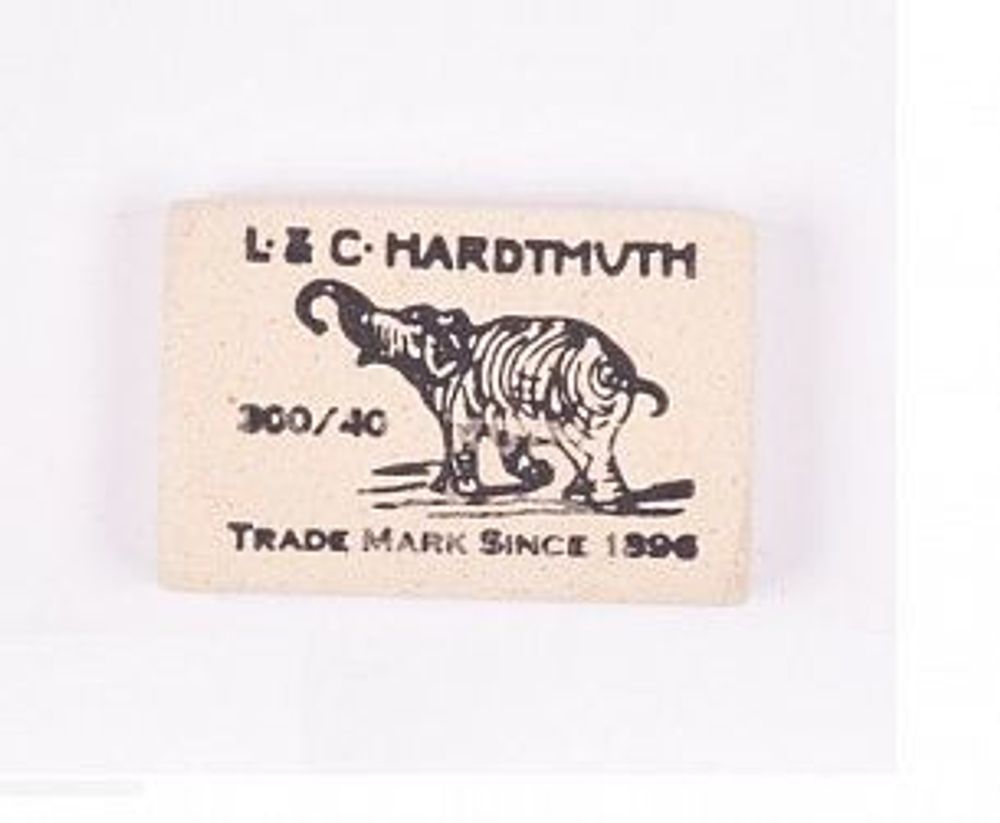 L. & C. HARDTMUTH
300/40
TRADE MARK SINCE 1896